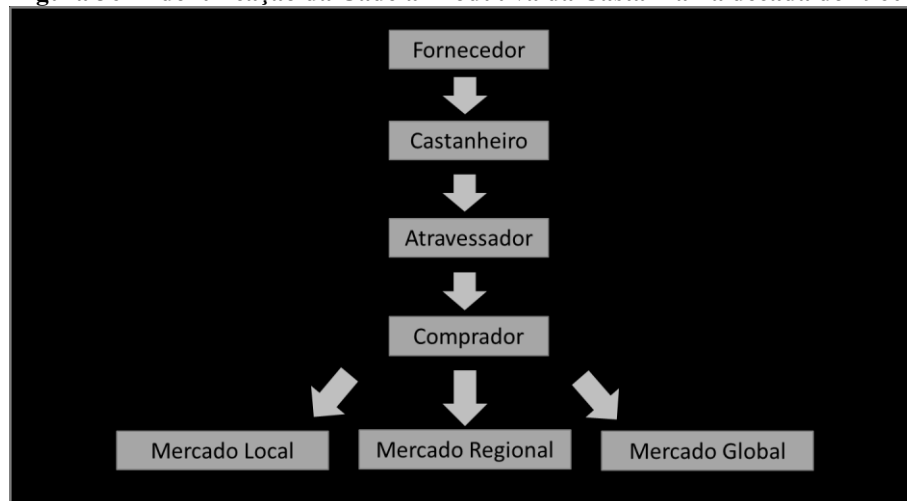 Fornecedor
Castanheiro
Atravessador
Comprador
Mercado Local
Mercado Regional
Mercado Global